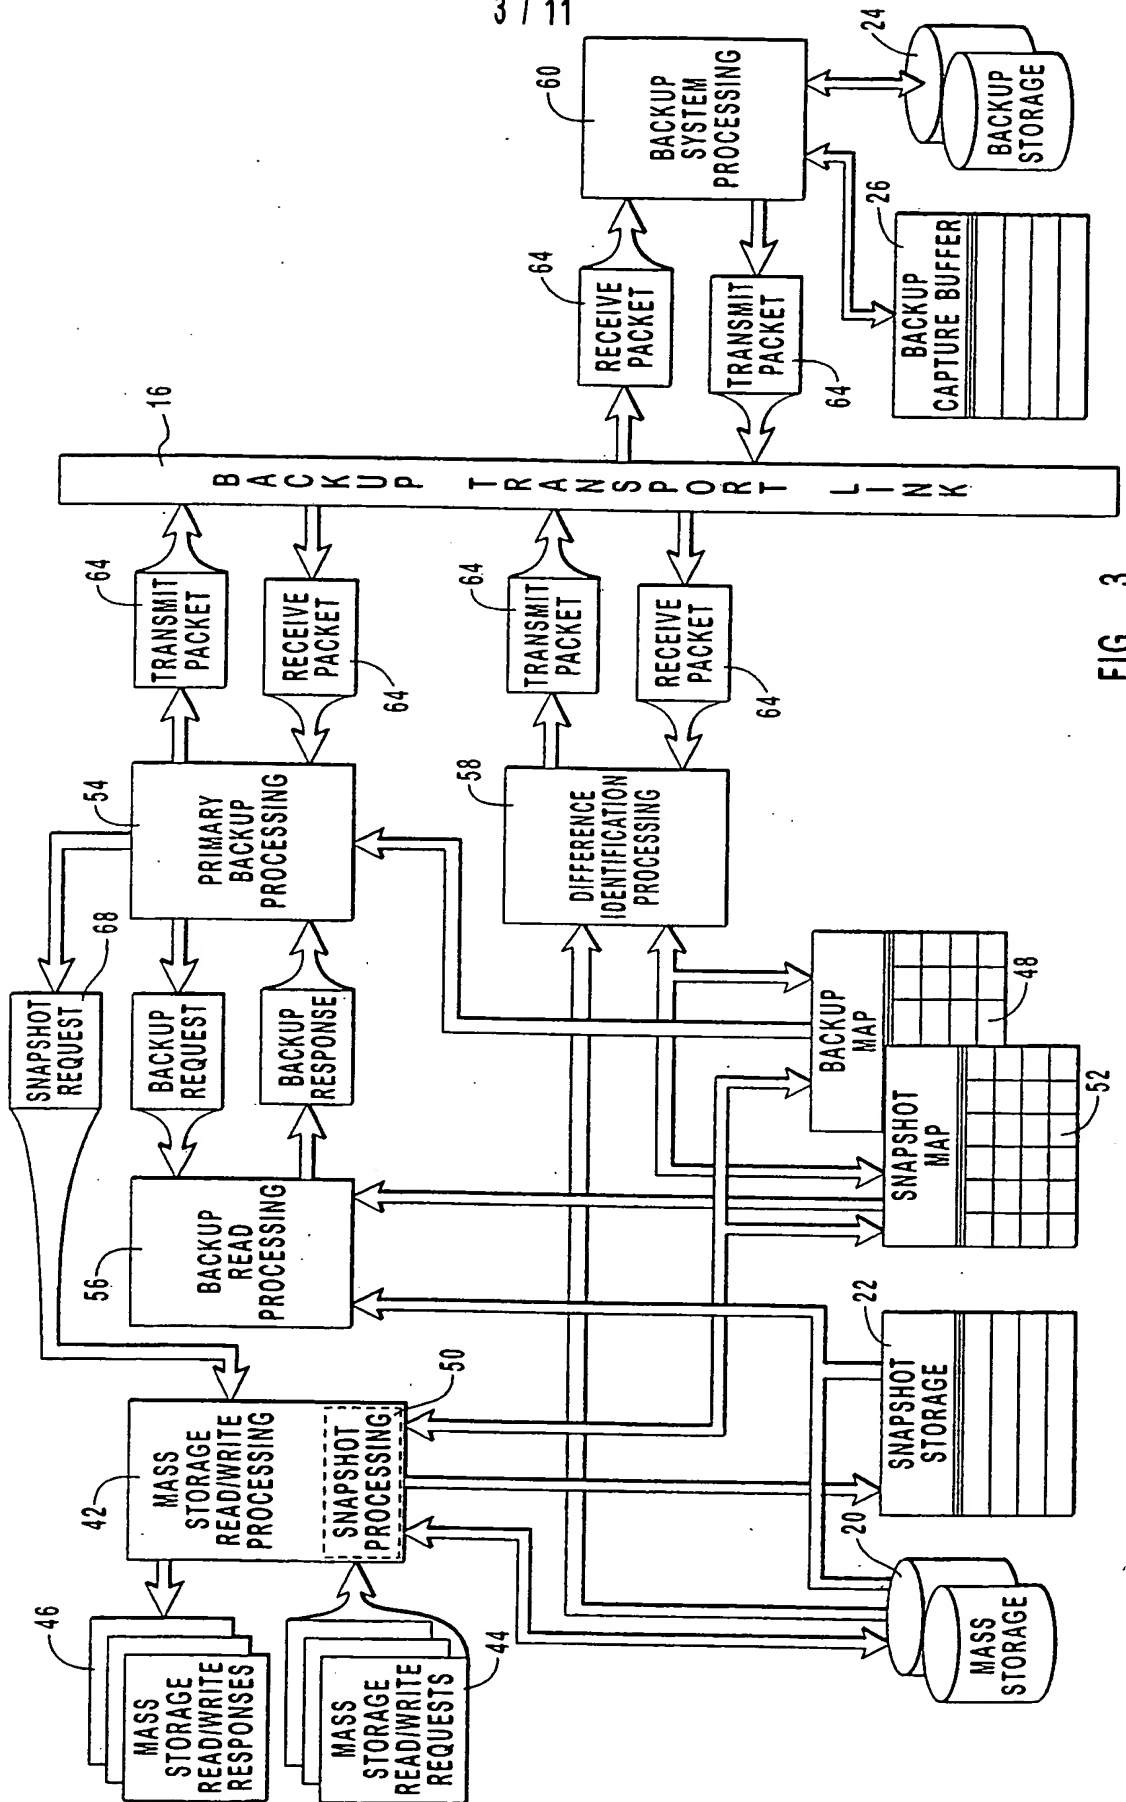 3 / 11
46
MASS
STORAGE
READ/WRITE
RESPONSES
MASS
STORAGE
READ/WRITE
REQUESTS
44
42
MASS
STORAGE
READ/WRITE
PROCESSING
SNAPSHOT
PROCESSING
50
SNAPSHOT
REQUEST
68
56
BACKUP
READ
PROCESSING
BACKUP
REQUEST
BACKUP
RESPONSE
54
PRIMARY
BACKUP
PROCESSING
64
TRANSMIT
PACKET
RECEIVE
PACKET
64
16
BACKUP TRANSPORT LINK
58
DIFFERENCE
IDENTIFICATION
PROCESSING
64
TRANSMIT
PACKET
RECEIVE
PACKET
64
64
RECEIVE
PACKET
TRANSMIT
PACKET
64
60
BACKUP
SYSTEM
PROCESSING
20
MASS
STORAGE
22
SNAPSHOT
STORAGE
SNAPSHOT
MAP
52
BACKUP
MAP
48
26
BACKUP
CAPTURE BUFFER
24
BACKUP
STORAGE
FIG. 3